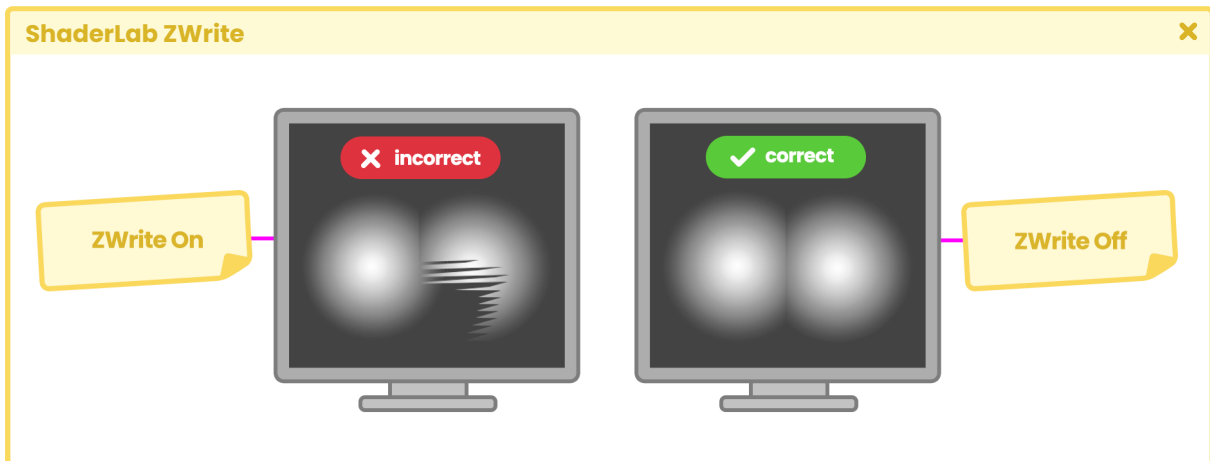 ShaderLab ZWrite
incorrect
correct
ZWrite On
ZWrite Off